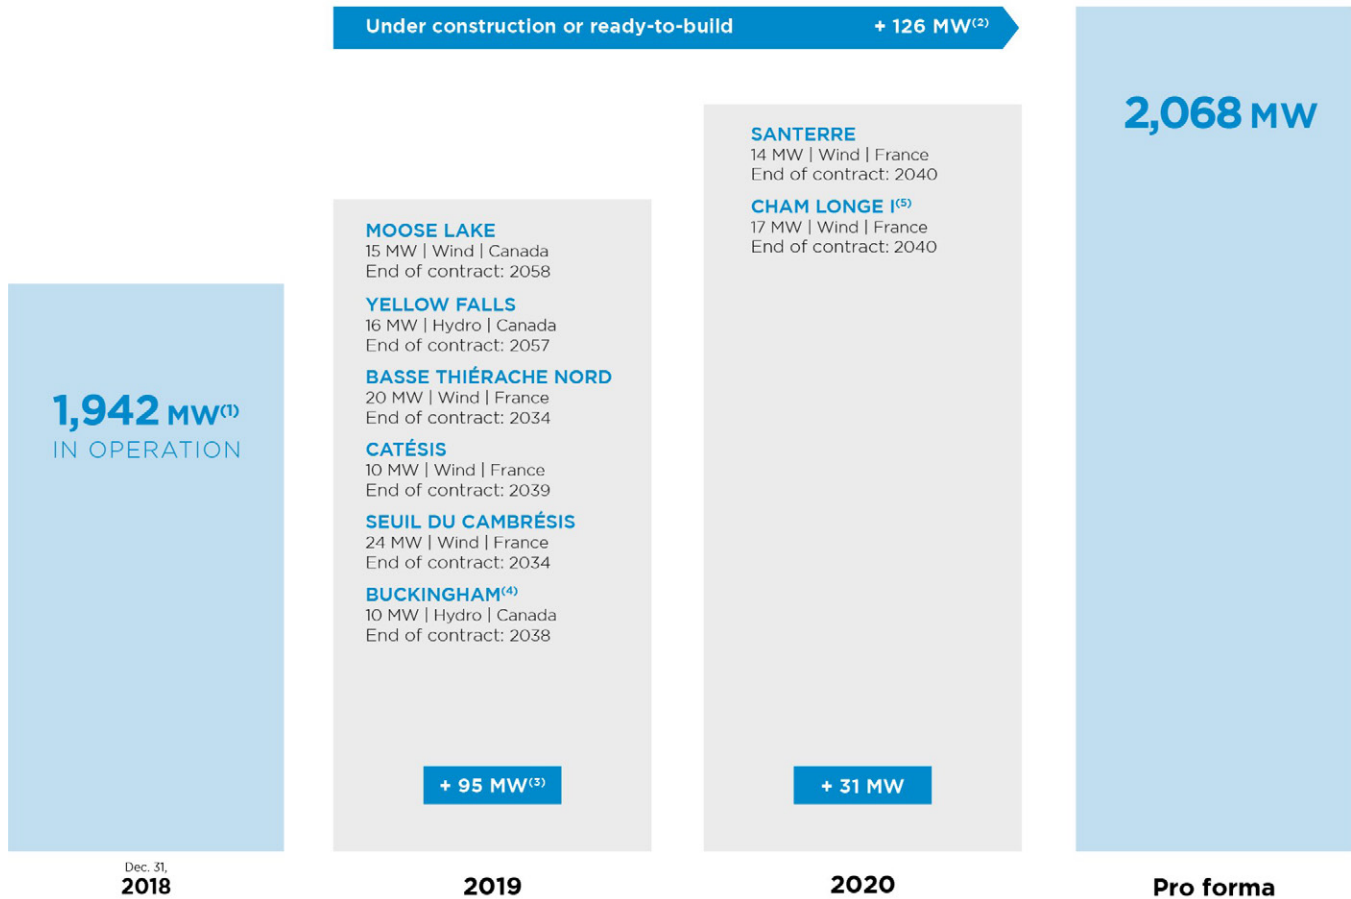 Under construction or ready-to-build + 126 MW(2)
1,942 MW(1)
IN OPERATION
Dec. 31,
2018
MOOSE LAKE
15 MW | Wind | Canada
End of contract: 2058
YELLOW FALLS
16 MW | Hydro | Canada
End of contract: 2057
BASSE THIÉRACHE NORD
20 MW | Wind | France
End of contract: 2034
CATÉSIS
10 MW | Wind | France
End of contract: 2039
SEUIL DU CAMBRÉSIS
24 MW | Wind | France
End of contract: 2034
BUCKINGHAM(4)
10 MW | Hydro | Canada
End of contract: 2038
+ 95 MW(3)
2019
SANTERRE
14 MW | Wind | France
End of contract: 2040
CHAM LONGE I(5)
17 MW | Wind | France
End of contract: 2040
+ 31 MW
2020
2,068 MW
Pro forma